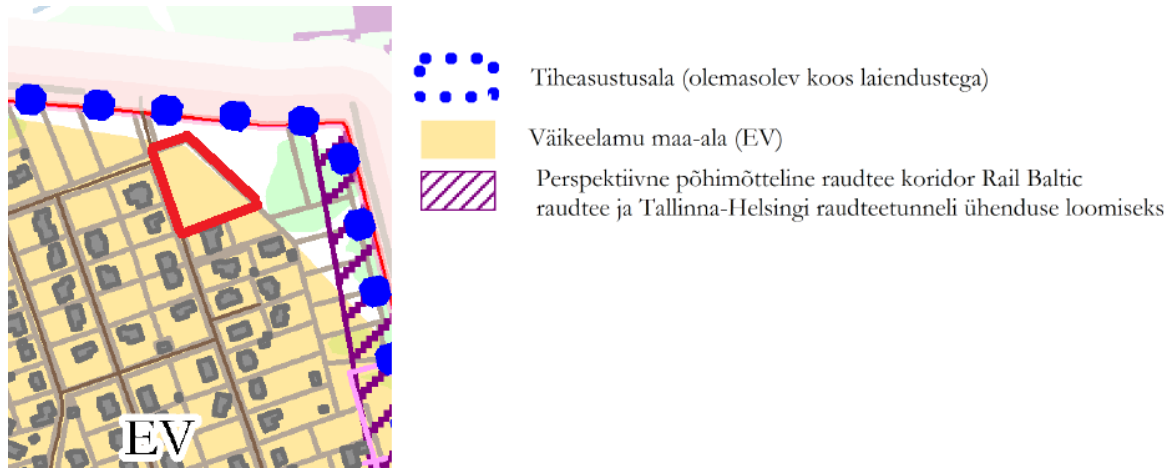 Tiheasustusala (olemasolev koos laiendustega)
Väikeelamu maa-ala (EV)
Perspektiivne põhimõtteline raudtee koridor Rail Baltic
raudtee ja Tallinna-Helsingi raudteetunneli ühenduse loomiseks
EV